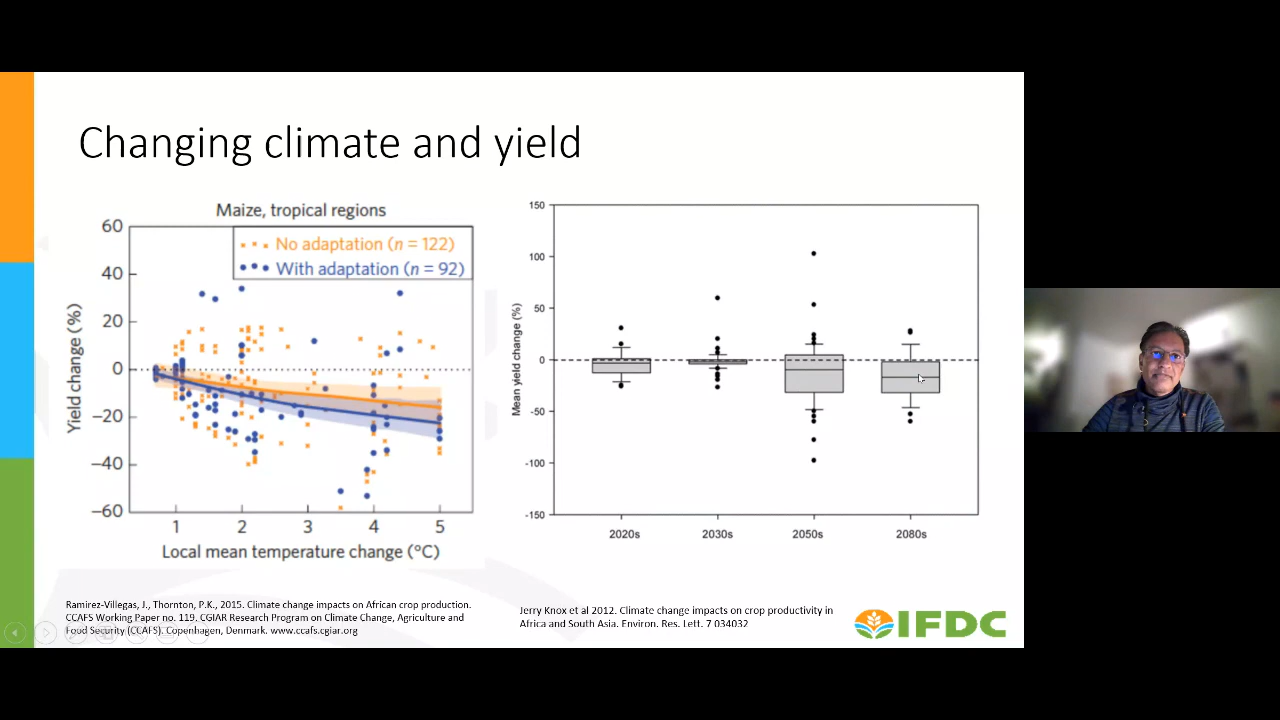 Changing climate and yield
Maize, tropical regions
No adaptation (n = 122)
With adaptation (n = 92)
Yield change (%)
60
40
20
0
−20
−40
−60
1 2 3 4 5
Local mean temperature change (°C)
Mean yield change (%)
150
100
50
0
-50
-100
-150
2020s 2030s 2050s 2080s
Ramirez-Villegas, J., Thornton, P.K., 2015. Climate change impacts on African crop production.
CCAFS Working Paper no. 119. CGIAR Research Program on Climate Change, Agriculture and
Food Security (CCAFS). Copenhagen, Denmark. www.ccafs.cgiar.org
Jerry Knox et al 2012. Climate change impacts on crop productivity in
Africa and South Asia. Environ. Res. Lett. 7 034032
IFDC